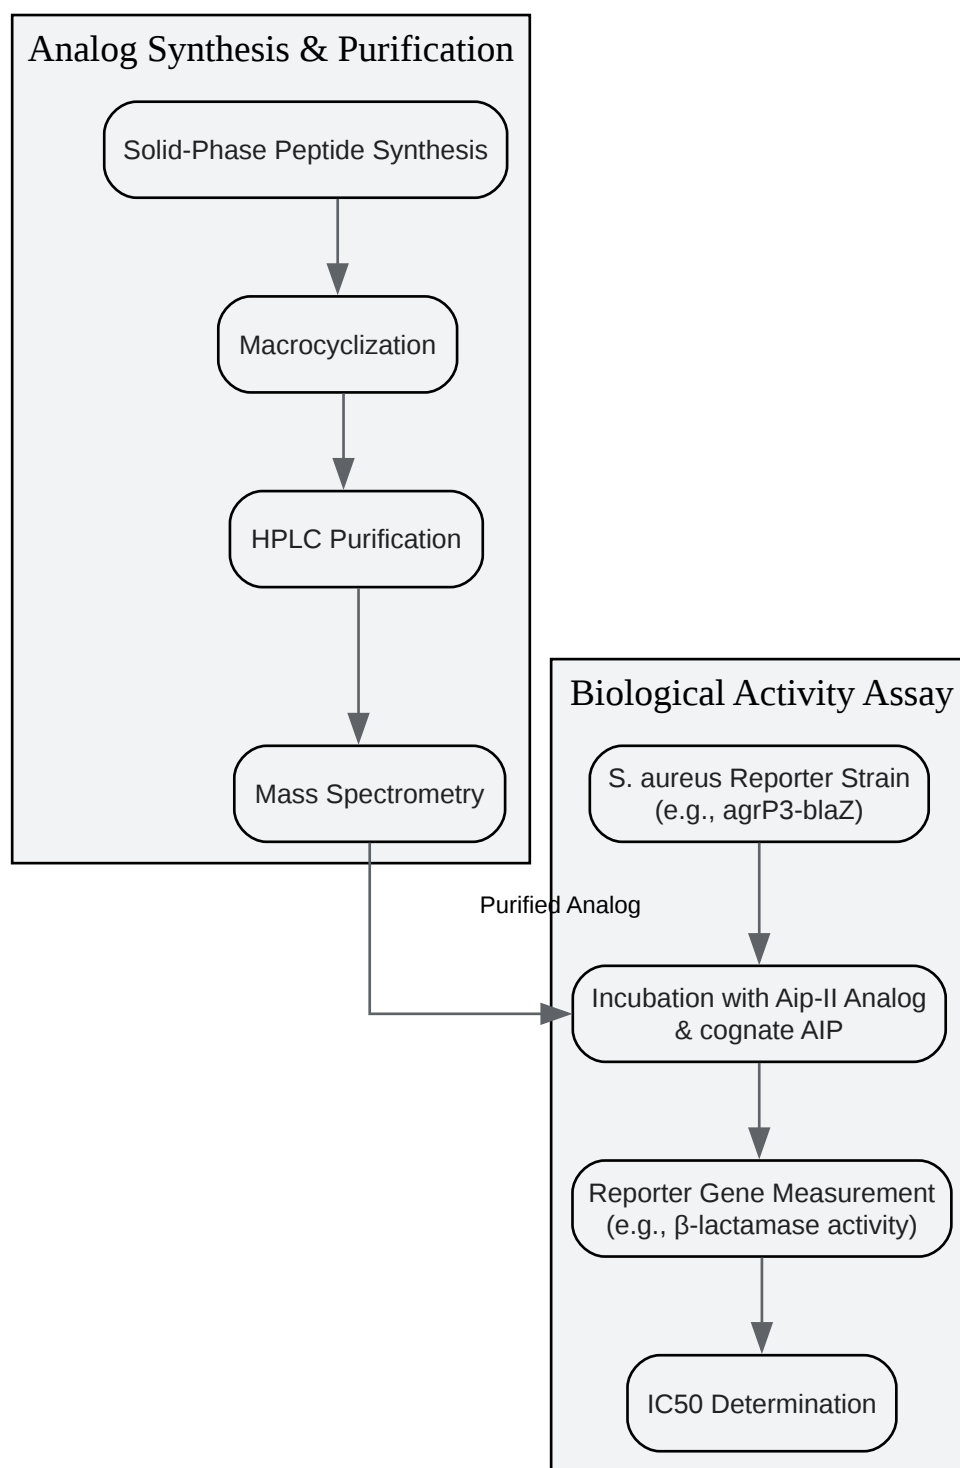 Analog Synthesis & Purification
Solid-Phase Peptide Synthesis
Macrocyclization
HPLC Purification
Mass Spectrometry
Purified Analog
Biological Activity Assay
S. aureus Reporter Strain
(e.g., agrP3-blaZ)
Incubation with Aip-II Analog
& cognate AIP
Reporter Gene Measurement
(e.g., β-lactamase activity)
IC50 Determination